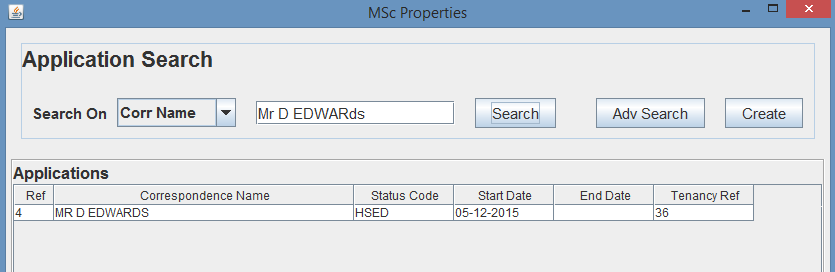 MSc Properties
Application Search
Search On Corr Name Mr D EDWARds Search Adv Search Create
Applications
Ref Correspondence Name Status Code Start Date End Date Tenancy Ref
4 MR D EDWARDS HSED 05-12-2015 36